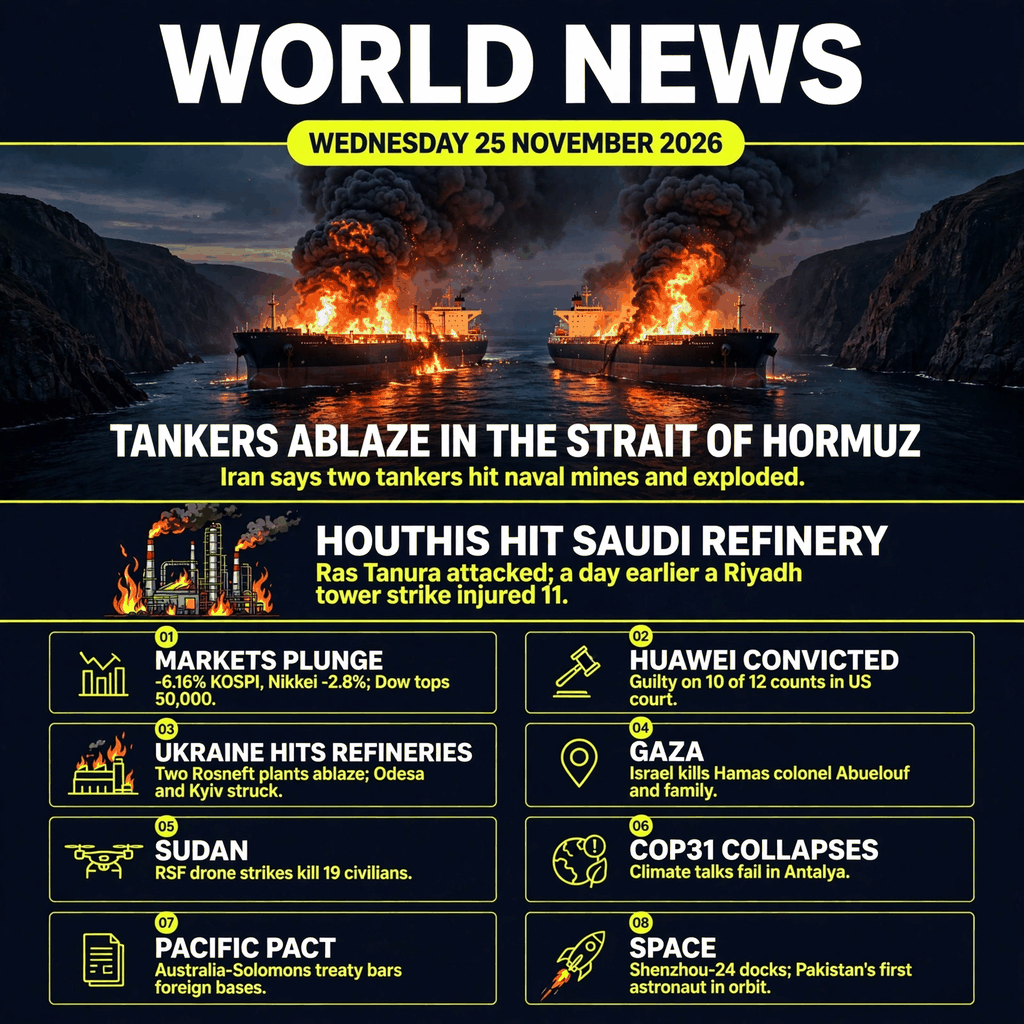 WORLD NEWS
WEDNESDAY 25 NOVEMBER 2026
TANKERS ABLAZE IN THE STRAIT OF HORMUZ
Iran says two tankers hit naval mines and exploded.
HOUTHIS HIT SAUDI REFINERY
Ras Tanura attacked; a day earlier a Riyadh
tower strike injured 11.
01
MARKETS PLUNGE
-6.16% KOSPI, Nikkei -2.8%; Dow tops
50,000.
02
HUAWEI CONVICTED
Guilty on 10 of 12 counts in US
court.
03
UKRAINE HITS REFINERIES
Two Rosneft plants ablaze; Odesa
and Kyiv struck.
04
GAZA
Israel kills Hamas colonel Abuelouf
and family.
05
SUDAN
RSF drone strikes kill 19 civilians.
06
COP31 COLLAPSES
Climate talks fail in Antalya.
07
PACIFIC PACT
Australia-Solomons treaty bars
foreign bases.
08
SPACE
Shenzhou-24 docks; Pakistan's first
astronaut in orbit.